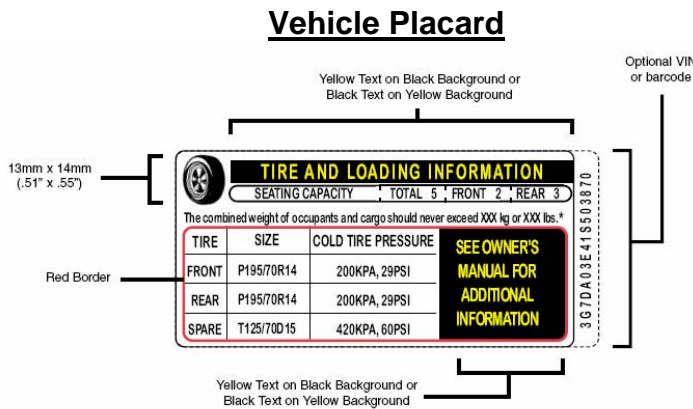 Vehicle Placard
Optional VIN
or barcode
Yellow Text on Black Background or
Black Text on Yellow Background
13mm x 14mm
(.51" x .55")
TIRE AND LOADING INFORMATION
SEATING CAPACITY TOTAL 5 FRONT 2 REAR 3
The combined weight of occupants and cargo should never exceed XXX kg or XXX lbs.*
TIRE SIZE COLD TIRE PRESSURE
FRONT P195/70R14 200KPA, 29PSI
REAR P195/70R14 200KPA, 29PSI
SPARE T125/70D15 420KPA, 60PSI
SEE OWNER'S
MANUAL FOR
ADDITIONAL
INFORMATION
3G7DA03E41S503870
Red Border
Yellow Text on Black Background or
Black Text on Yellow Background